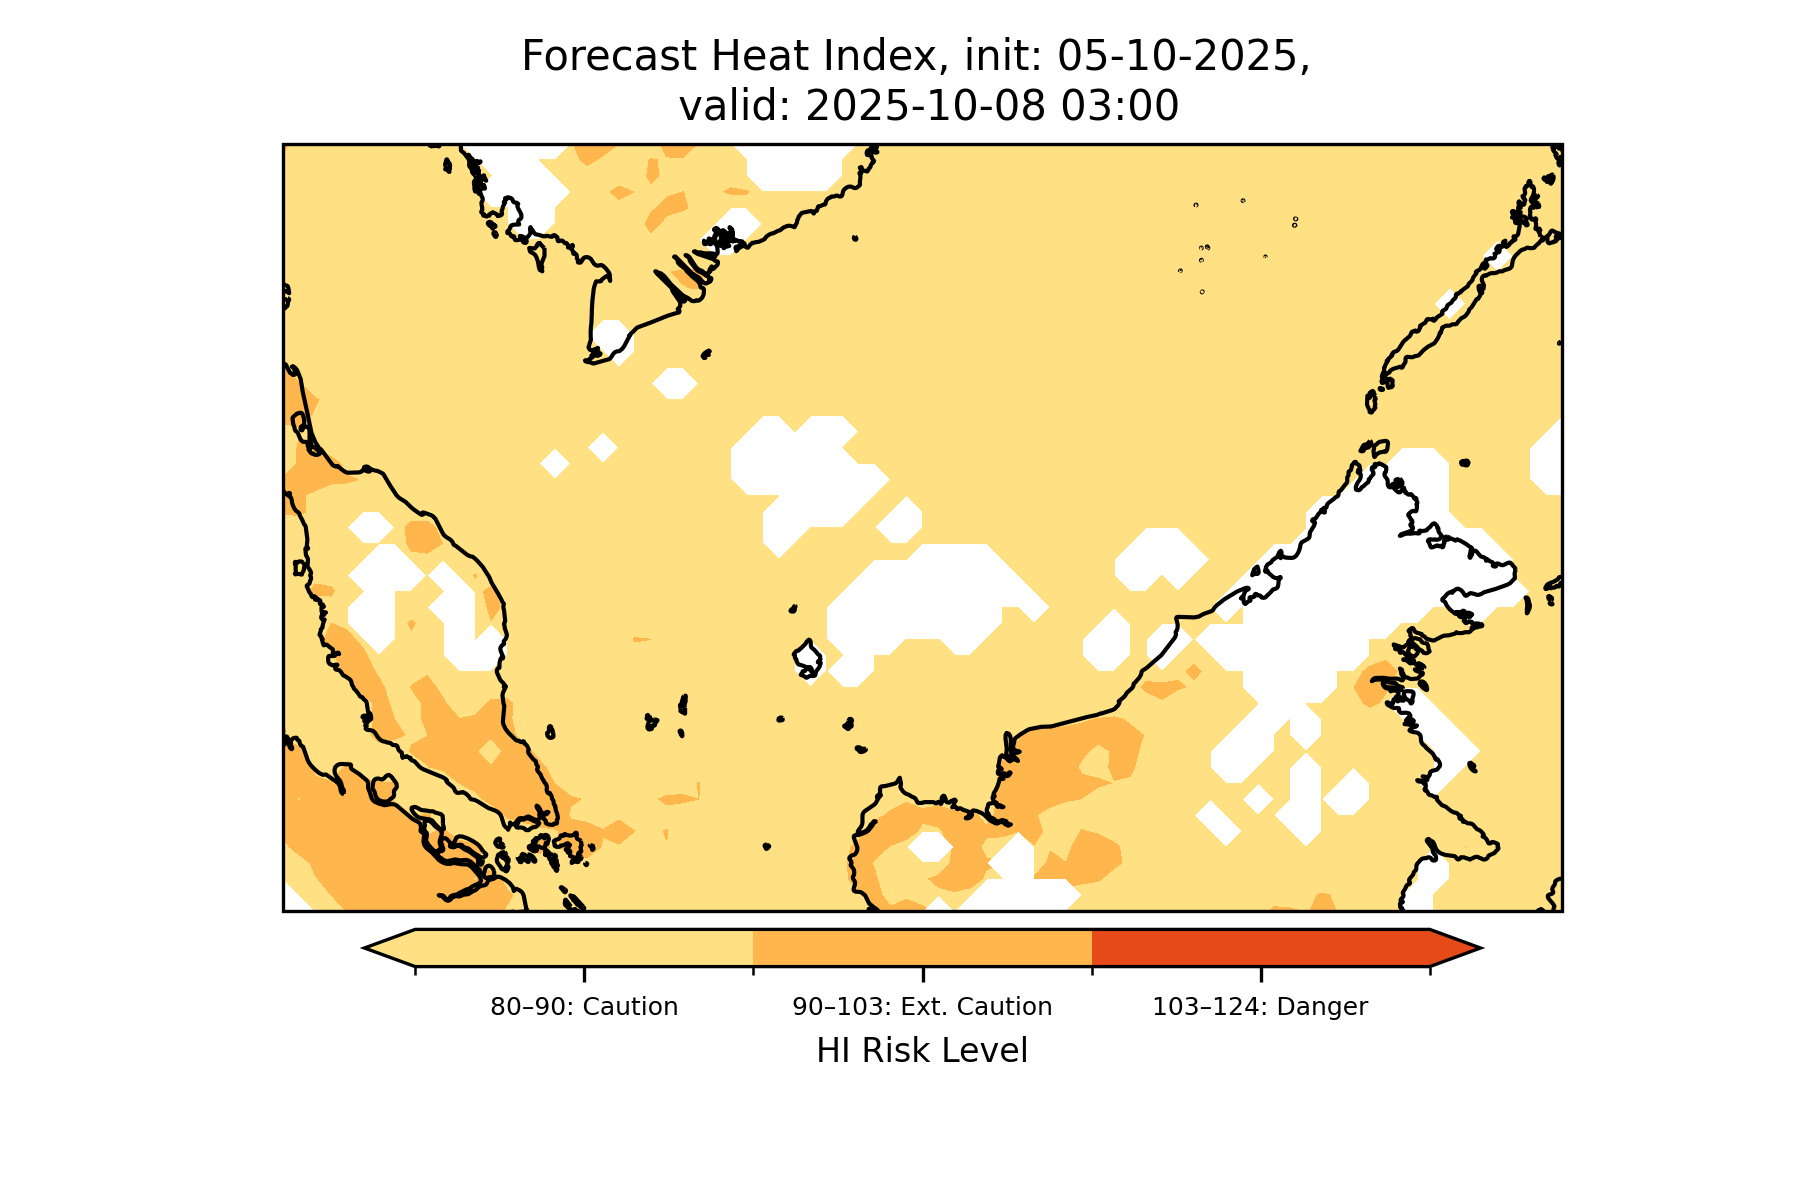 Forecast Heat Index, init: 05-10-2025,
valid: 2025-10-08 03:00
80–90: Caution
90–103: Ext. Caution
103–124: Danger
HI Risk Level